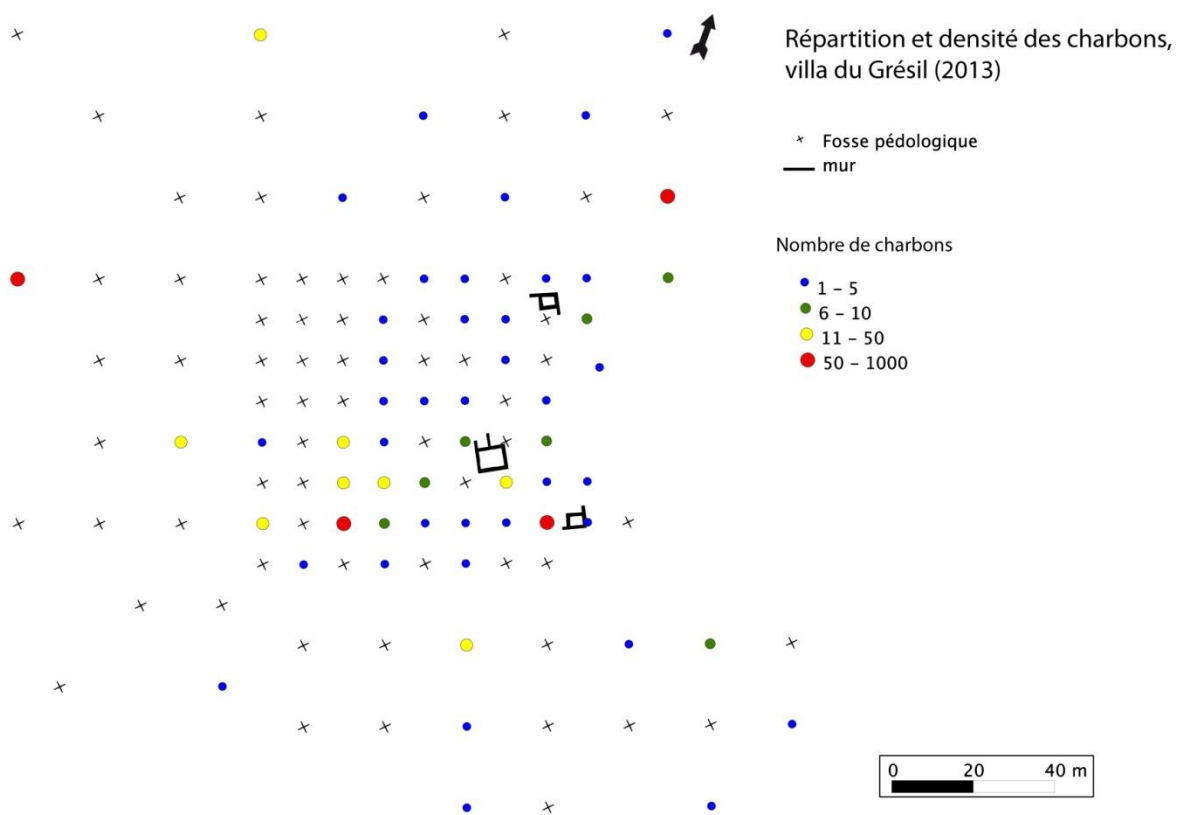 Répartition et densité des charbons,
villa du Grésil (2013)
Fosse pédologique
mur
Nombre de charbons
1 – 5
6 – 10
11 – 50
50 – 1000
0 20 40 m